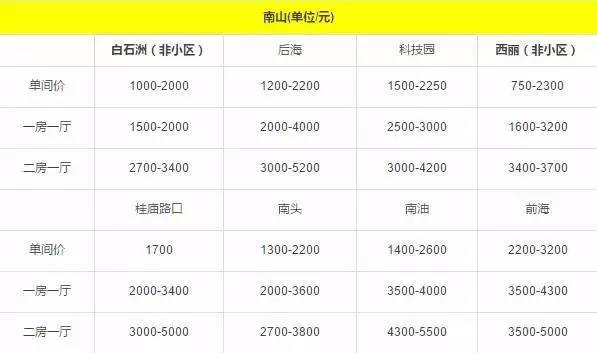 南山(单位/元)
白石洲（非小区） 后海 科技园 西丽（非小区）
单间价 1000-2000 1200-2200 1500-2250 750-2300
一房一厅 1500-2000 2000-4000 2500-3000 1600-3200
二房一厅 2700-3400 3000-5200 3000-4200 3400-3700
桂庙路口 南头 南油 前海
单间价 1700 1300-2200 1400-2600 2200-3200
一房一厅 2000-3400 2000-3600 3500-4000 3500-4300
二房一厅 3000-5000 2700-3800 4300-5500 3500-5000